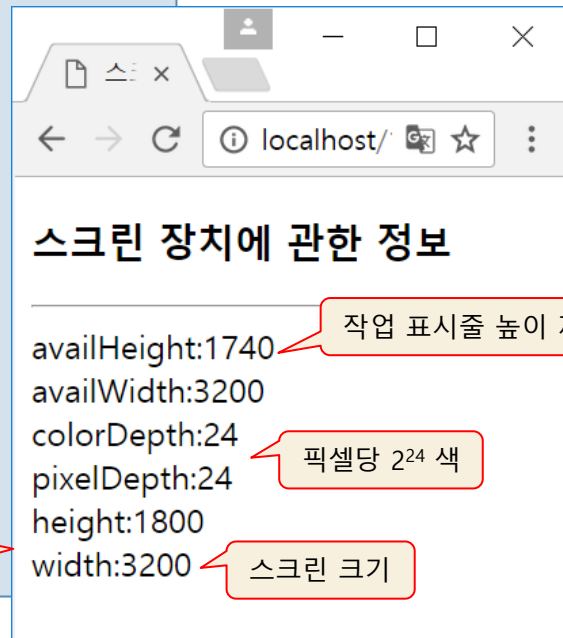 localhost/
스크린 장치에 관한 정보
availHeight:1740
작업 표시줄 높이
availWidth:3200
colorDepth:24
픽셀당 2²⁴ 색
pixelDepth:24
height:1800
width:3200
스크린 크기